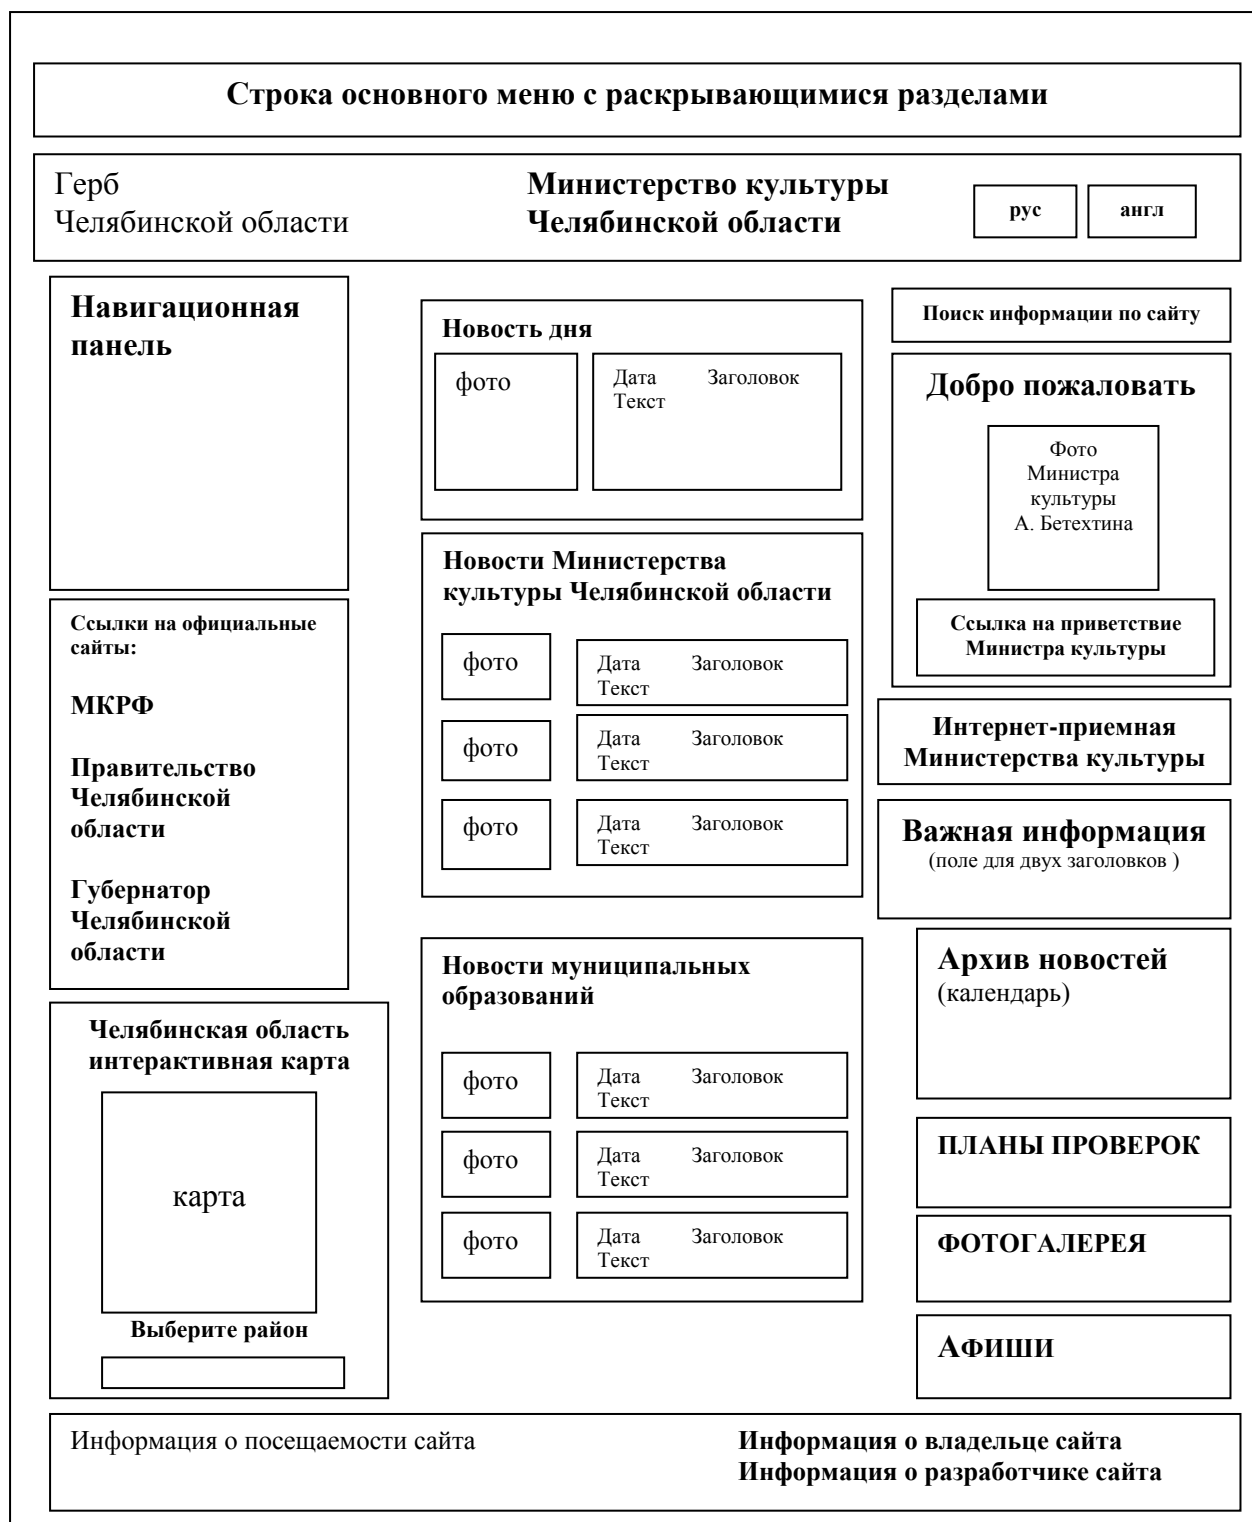 Строка основного меню с раскрывающимися разделами
Герб
Челябинской области
Министерство культуры
Челябинской области
рус
англ
Навигационная
панель
Ссылки на официальные
сайты:
МКРФ
Правительство
Челябинской
области
Губернатор
Челябинской
области
Челябинская область
интерактивная карта
карта
Выберите район
Новость дня
фото
Дата Заголовок
Текст
Новости Министерства
культуры Челябинской области
фото
Дата Заголовок
Текст
фото
Дата Заголовок
Текст
фото
Дата Заголовок
Текст
Новости муниципальных
образований
фото
Дата Заголовок
Текст
фото
Дата Заголовок
Текст
фото
Дата Заголовок
Текст
Поиск информации по сайту
Добро пожаловать
Фото
Министра
культуры
А. Бетехтина
Ссылка на приветствие
Министра культуры
Интернет-приемная
Министерства культуры
Важная информация
(поле для двух заголовков )
Архив новостей
(календарь)
ПЛАНЫ ПРОВЕРОК
ФОТОГАЛЕРЕЯ
АФИШИ
Информация о посещаемости сайта
Информация о владельце сайта
Информация о разработчике сайта